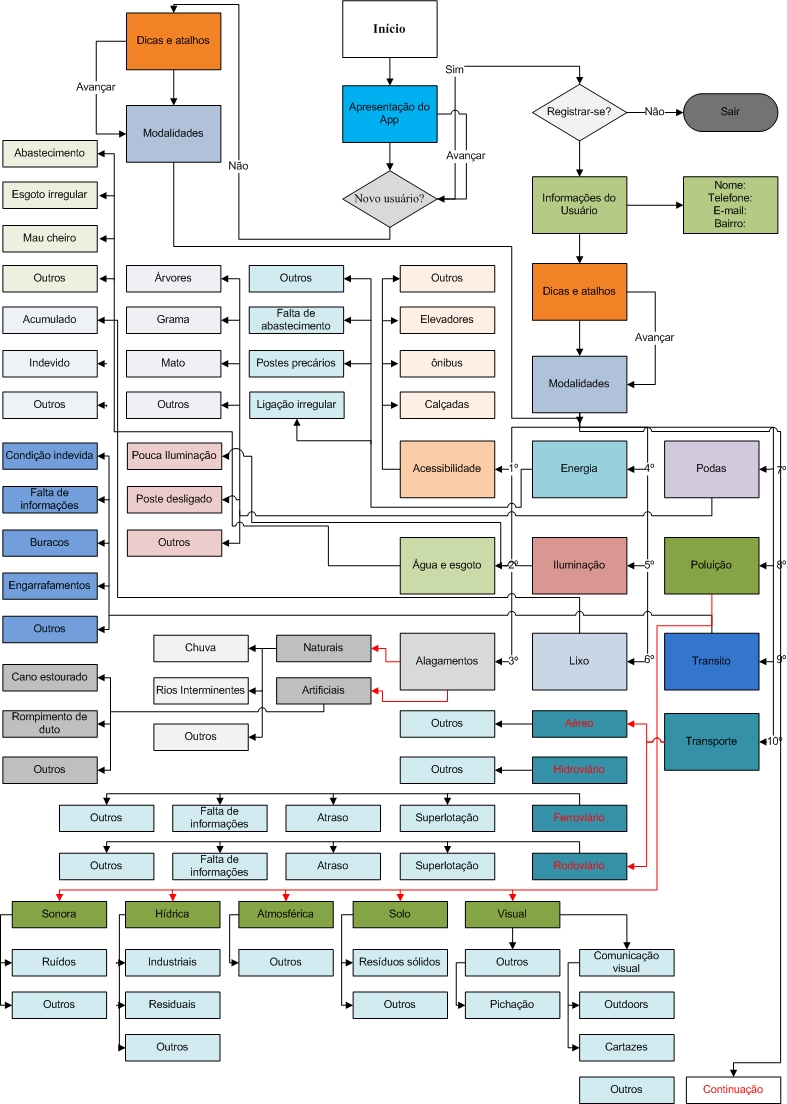 Início
Dicas e atalhos
Avançar
Sim
Apresentação do
App
Registrar-se?
Não
Sair
Modalidades
Avançar
Não
Novo usuário?
Abastecimento
Esgoto irregular
Mau cheiro
Outros
Informações do
Usuário
Nome:
Telefone:
E-mail:
Bairro:
Árvores
Outros
Outros
Dicas e atalhos
Acumulado
Grama
Falta de
abastecimento
Elevadores
Avançar
Indevido
Mato
Postes precários
ônibus
Modalidades
Outros
Outros
Ligação irregular
Calçadas
Condição indevida
Pouca Iluminação
Acessibilidade
1º
Energia
4º
Podas
7º
Falta de
informações
Poste desligado
Buracos
Outros
Água e esgoto
2º
Iluminação
5º
Poluição
8º
Engarrafamentos
Outros
Chuva
Naturais
Alagamentos
3º
Lixo
6º
Transito
9º
Cano estourado
Rios Interminentes
Artificiais
Rompimento de
duto
Outros
Outros
Aéreo
Transporte
10º
Outros
Outros
Hidroviário
Outros
Falta de
informações
Atraso
Superlotação
Ferroviário
Outros
Falta de
informações
Atraso
Superlotação
Rodoviário
Sonora
Hídrica
Atmosférica
Solo
Visual
Ruídos
Industriais
Outros
Resíduos sólidos
Outros
Comunicação
visual
Outros
Residuais
Outros
Pichação
Outdoors
Outros
Cartazes
Outros
Continuação